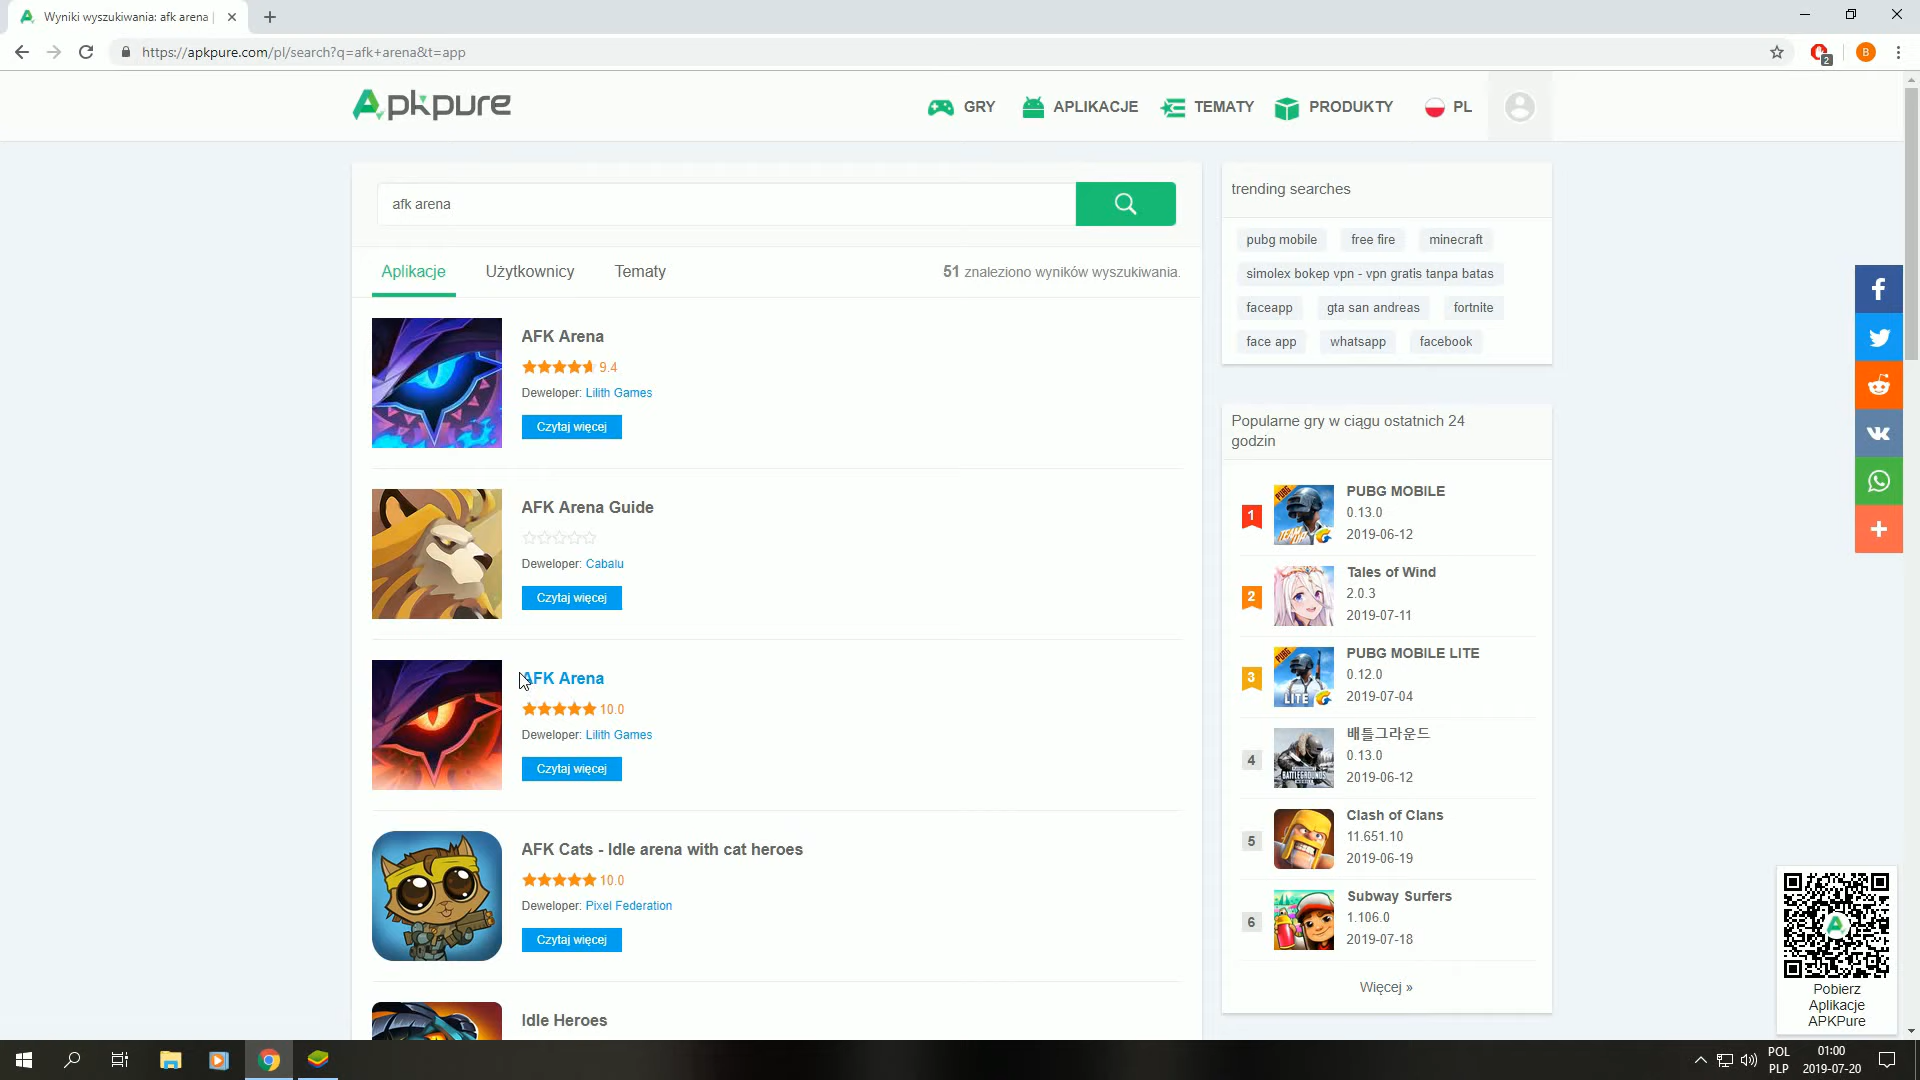 Wyniki wyszukiwania: afk arena |
https://apkpure.com/pl/search?q=afk+arena&t=app
2
B
Apkpure
GRY
APLIKACJE
TEMATY
PRODUKTY
PL
afk arena
Aplikacje
Użytkownicy
Tematy
51 znaleziono wyników wyszukiwania.
AFK Arena
9.4
Deweloper: Lilith Games
Czytaj więcej
AFK Arena Guide
Deweloper: Cabalu
Czytaj więcej
AFK Arena
10.0
Deweloper: Lilith Games
Czytaj więcej
AFK Cats - Idle arena with cat heroes
10.0
Deweloper: Pixel Federation
Czytaj więcej
Idle Heroes
trending searches
pubg mobile
free fire
minecraft
simolex bokep vpn - vpn gratis tanpa batas
faceapp
gta san andreas
fortnite
face app
whatsapp
facebook
Popularne gry w ciągu ostatnich 24
godzin
1
PUBG MOBILE
0.13.0
2019-06-12
2
Tales of Wind
2.0.3
2019-07-11
3
LITE
PUBG MOBILE LITE
0.12.0
2019-07-04
4
BATTLEGROUNDS
배틀그라운드
0.13.0
2019-06-12
5
Clash of Clans
11.651.10
2019-06-19
6
Subway Surfers
1.106.0
2019-07-18
Więcej »
Pobierz
Aplikacje
APKPure
POL
PLP
01:00
2019-07-20